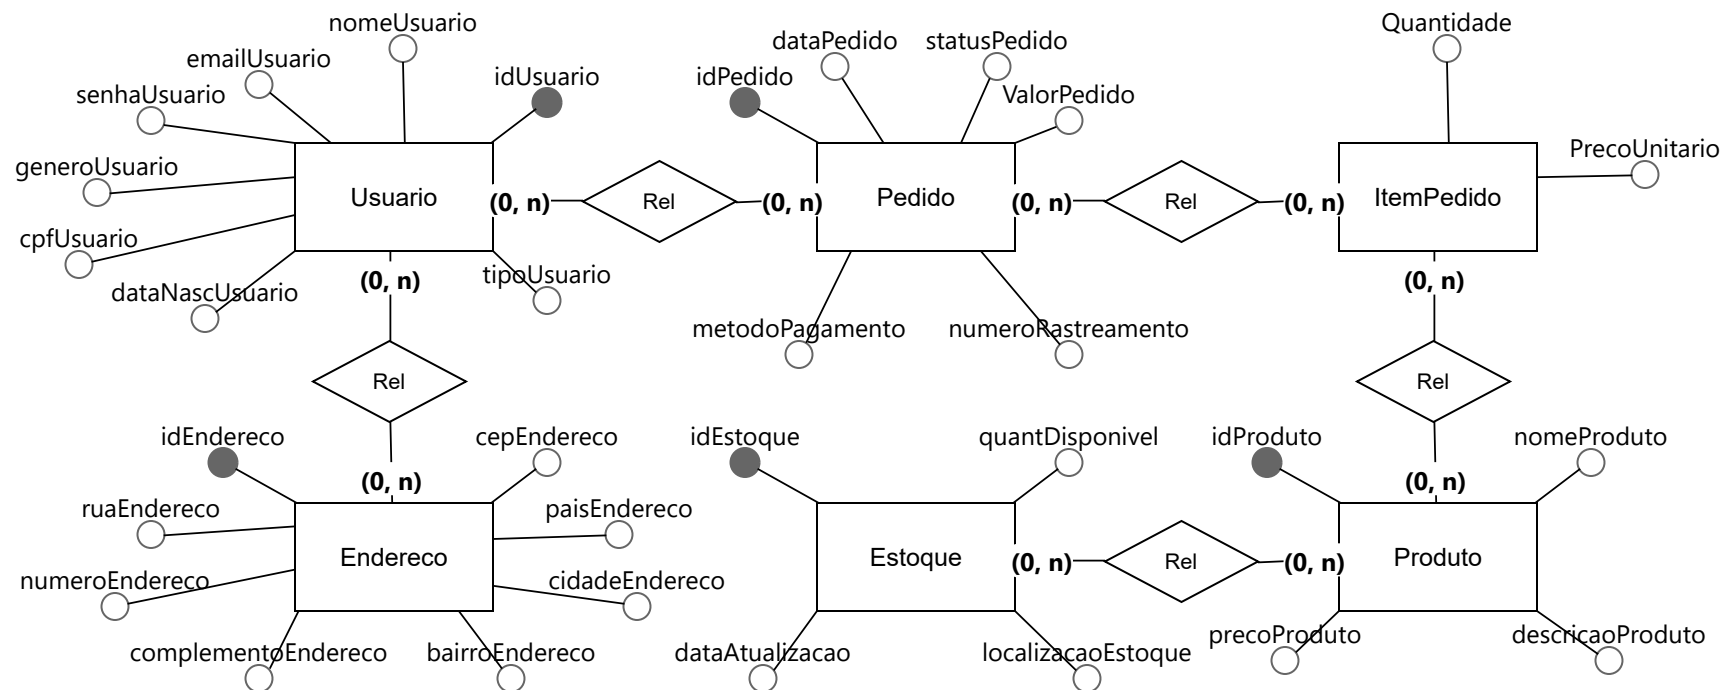 nomeUsuario
emailUsuario
idUsuario
senhaUsuario
generoUsuario
cpfUsuario
dataNascUsuario
tipoUsuario
Usuario
(0, n)
Rel
(0, n)
dataPedido
statusPedido
idPedido
ValorPedido
Pedido
metodoPagamento
numeroRastreamento
(0, n)
Rel
(0, n)
Quantidade
PrecoUnitario
ItemPedido
(0, n)
Rel
(0, n)
(0, n)
Rel
(0, n)
idEndereco
cepEndereco
ruaEndereco
paisEndereco
Endereco
numeroEndereco
cidadeEndereco
complementoEndereco
bairroEndereco
idEstoque
quantDisponivel
Estoque
dataAtualizacao
localizacaoEstoque
(0, n)
Rel
(0, n)
idProduto
nomeProduto
Produto
precoProduto
descricaoProduto